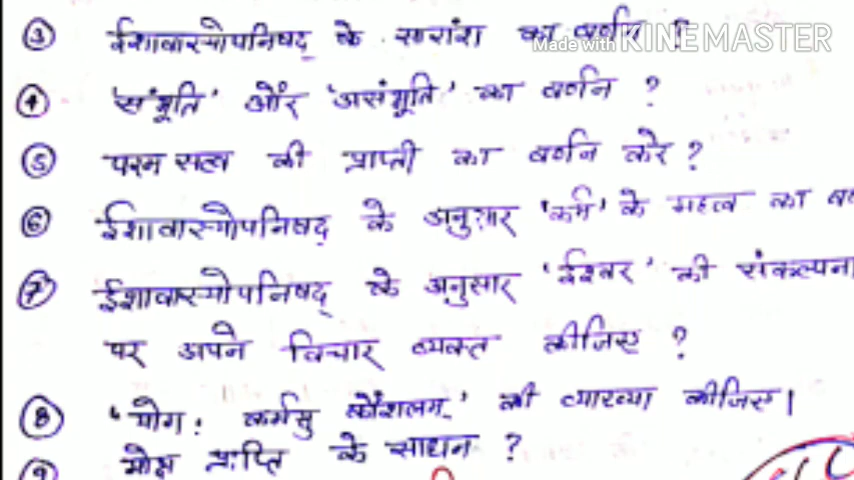 ③ ईशावास्योपनिषद् के सारांश का वर्णन ?
Made with KINEMASTER
④ 'संभूति' और 'असंभूति' का वर्णन ?
⑤ परम सत्व की प्राप्ती का वर्णन करे ?
⑥ ईशावास्योपनिषद् के अनुसार 'कर्म' के महत्व का
⑦ ईशावास्योपनिषद् के अनुसार 'ईश्वर' की संकल्पना
पर अपने विचार व्यक्त कीजिए ?
⑧ "योग: कर्मसु कौशलम्' की व्याख्या कीजिए।
⑨ मोक्ष प्राप्ति के साधन ?